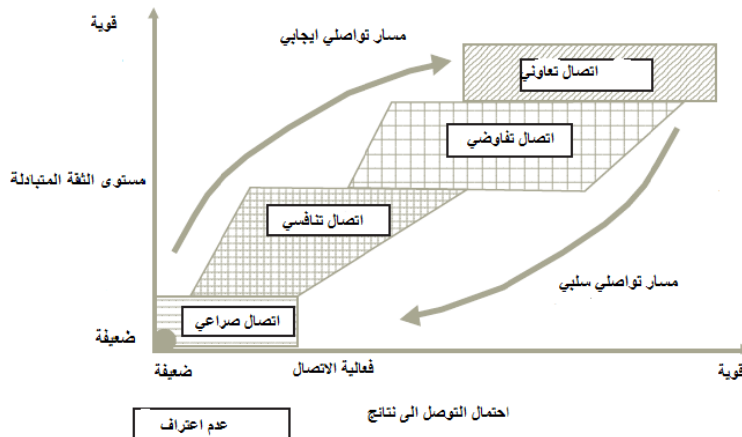 قوية
مسار تواصلي ايجابي
اتصال تعاوني
اتصال تفاوضي
مستوى الثقة المتبادلة
اتصال تنافسي
مسار تواصلي سلبي
اتصال صراعي
ضعيفة
ضعيفة
فعالية الاتصال
قوية
احتمال التوصل الى نتائج
عدم اعتراف